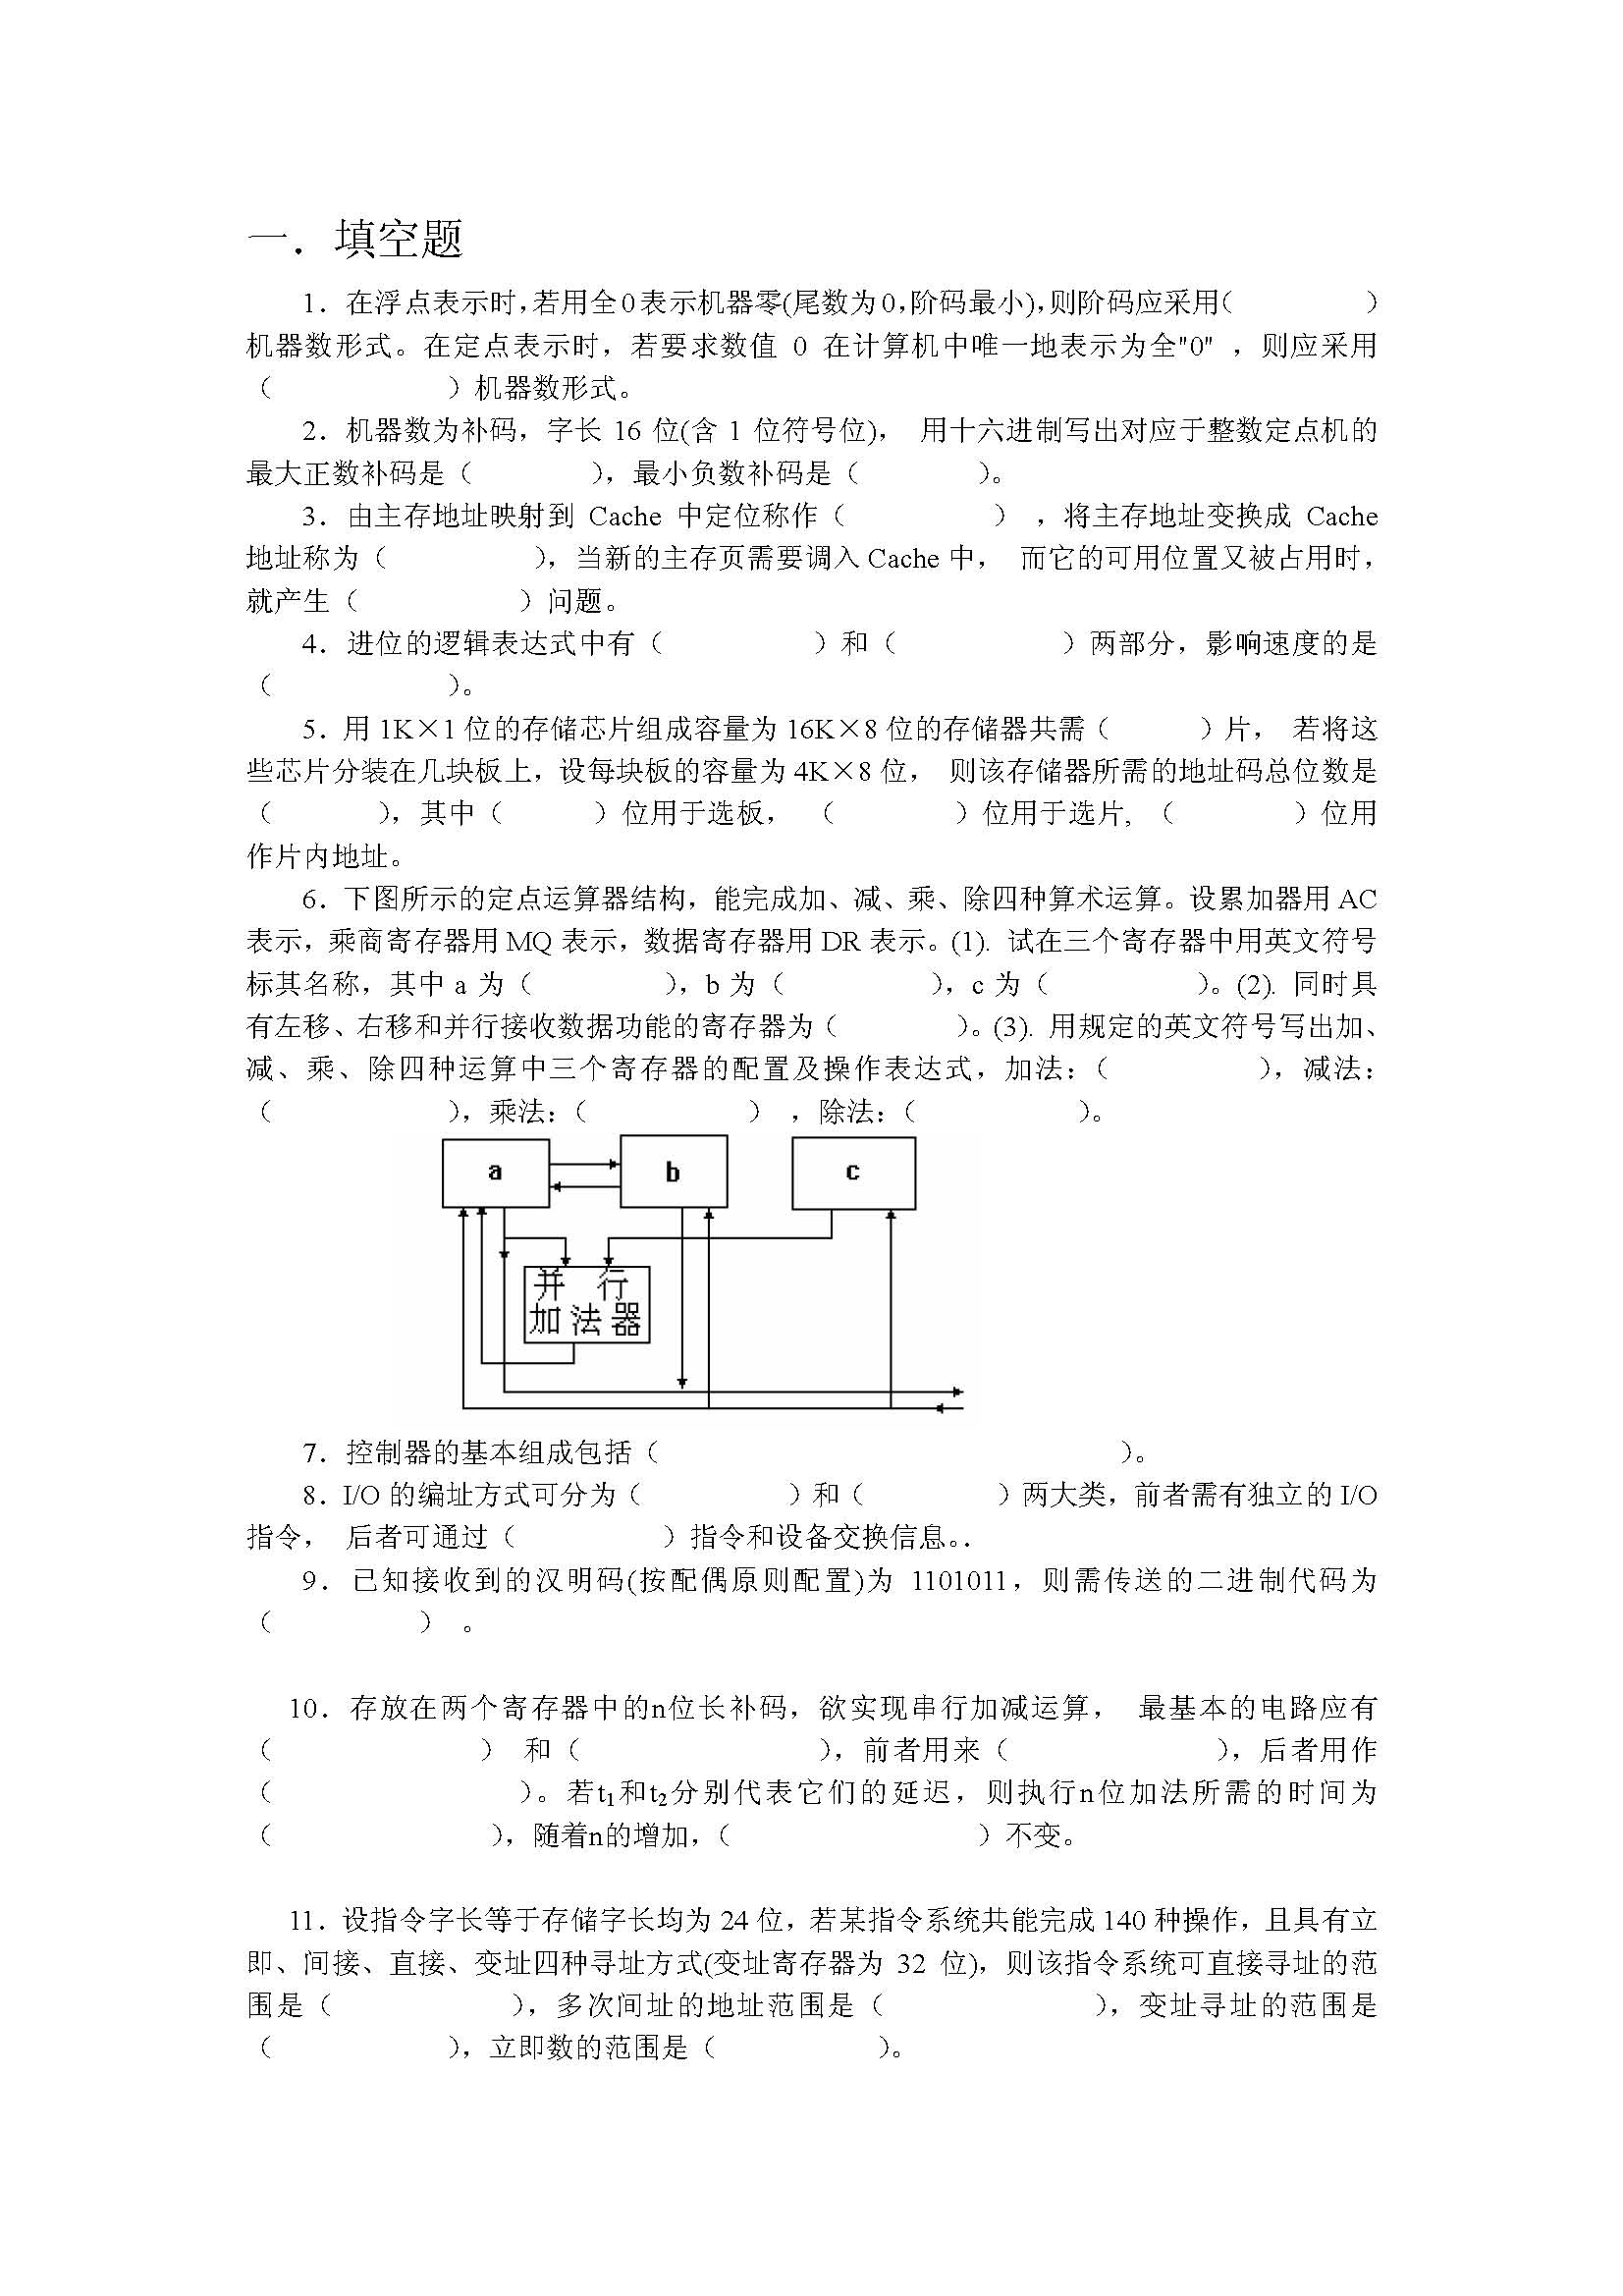 一．填空题
1．在浮点表示时,若用全0表示机器零(尾数为0,阶码最小),则阶码应采用（ ）
机器数形式。在定点表示时，若要求数值 0 在计算机中唯一地表示为全"0" ，则应采用
（ ）机器数形式。
2．机器数为补码，字长 16 位(含 1 位符号位)， 用十六进制写出对应于整数定点机的
最大正数补码是（ ），最小负数补码是（ ）。
3．由主存地址映射到 Cache 中定位称作（ ） ，将主存地址变换成 Cache
地址称为（ ），当新的主存页需要调入 Cache 中， 而它的可用位置又被占用时，
就产生（ ）问题。
4．进位的逻辑表达式中有（ ）和（ ）两部分，影响速度的是
（ ）。
5．用 1K×1 位的存储芯片组成容量为 16K×8 位的存储器共需（ ）片， 若将这
些芯片分装在几块板上，设每块板的容量为 4K×8 位， 则该存储器所需的地址码总位数是
（ ），其中（ ）位用于选板， （ ）位用于选片, （ ）位用
作片内地址。
6．下图所示的定点运算器结构，能完成加、减、乘、除四种算术运算。设累加器用 AC
表示，乘商寄存器用 MQ 表示，数据寄存器用 DR 表示。(1). 试在三个寄存器中用英文符号
标其名称，其中 a 为（ ），b 为（ ），c 为（ ）。(2). 同时具
有左移、右移和并行接收数据功能的寄存器为（ ）。(3). 用规定的英文符号写出加、
减、乘、除四种运算中三个寄存器的配置及操作表达式，加法:（ ），减法:
（ ），乘法:（ ） ，除法:（ ）。
a b c
并 行
加法器
7．控制器的基本组成包括（ ）。
8．I/O 的编址方式可分为（ ）和（ ）两大类，前者需有独立的 I/O
指令， 后者可通过（ ）指令和设备交换信息。.
9．已知接收到的汉明码(按配偶原则配置)为 1101011，则需传送的二进制代码为
（ ） 。
10．存放在两个寄存器中的n位长补码，欲实现串行加减运算， 最基本的电路应有
（ ） 和（ ），前者用来（ ），后者用作
（ ）。若t₁和t₂分别代表它们的延迟，则执行n位加法所需的时间为
（ ），随着n的增加，（ ）不变。
11．设指令字长等于存储字长均为 24 位，若某指令系统共能完成 140 种操作，且具有立
即、间接、直接、变址四种寻址方式(变址寄存器为 32 位)，则该指令系统可直接寻址的范
围是（ ），多次间址的地址范围是（ ），变址寻址的范围是
（ ），立即数的范围是（ ）。